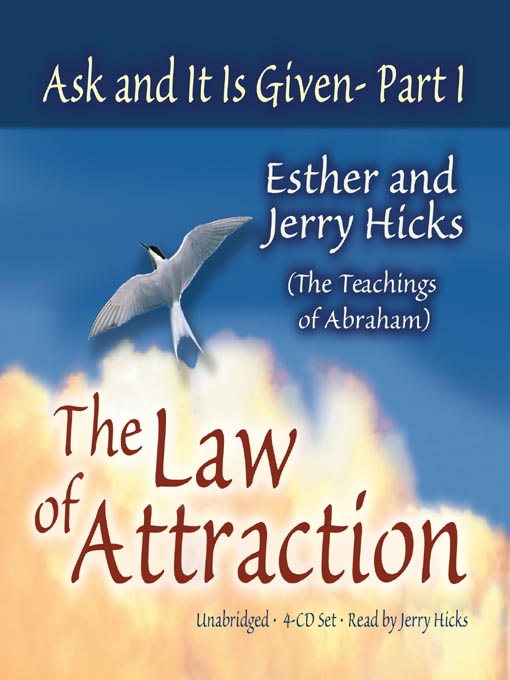 Ask and It Is Given- Part I
Esther and
Jerry Hicks
(The Teachings
of Abraham)
The Law
of Attraction
Unabridged · 4-CD Set · Read by Jerry Hicks